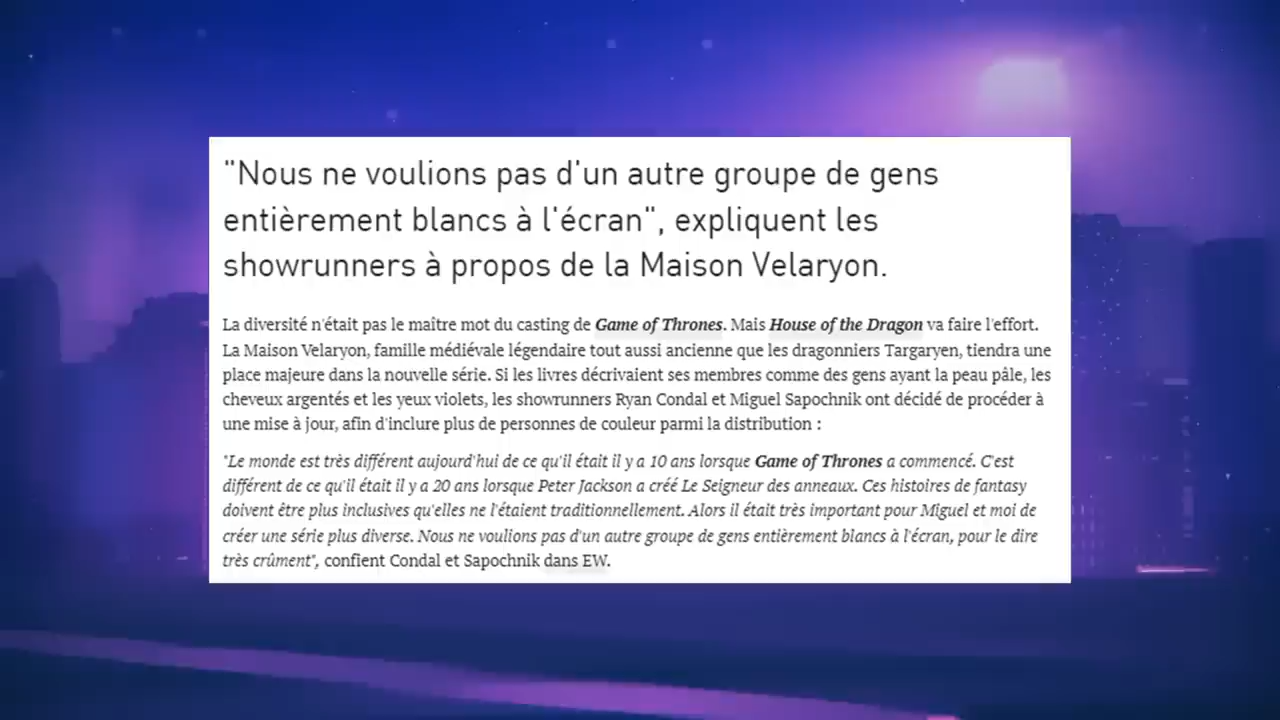 "Nous ne voulions pas d'un autre groupe de gens
entièrement blancs à l'écran", expliquent les
showrunners à propos de la Maison Velaryon.
La diversité n'était pas le maître mot du casting de Game of Thrones. Mais House of the Dragon va faire l'effort.
La Maison Velaryon, famille médiévale légendaire tout aussi ancienne que les dragonniers Targaryen, tiendra une
place majeure dans la nouvelle série. Si les livres décrivaient ses membres comme des gens ayant la peau pâle, les
cheveux argentés et les yeux violets, les showrunners Ryan Condal et Miguel Sapochnik ont décidé de procéder à
une mise à jour, afin d'inclure plus de personnes de couleur parmi la distribution :
"Le monde est très différent aujourd'hui de ce qu'il était il y a 10 ans lorsque Game of Thrones a commencé. C'est
différent de ce qu'il était il y a 20 ans lorsque Peter Jackson a créé Le Seigneur des anneaux. Ces histoires de fantasy
doivent être plus inclusives qu'elles ne l'étaient traditionnellement. Alors il était très important pour Miguel et moi de
créer une série plus diverse. Nous ne voulions pas d'un autre groupe de gens entièrement blancs à l'écran, pour le dire
très crûment", confient Condal et Sapochnik dans EW.